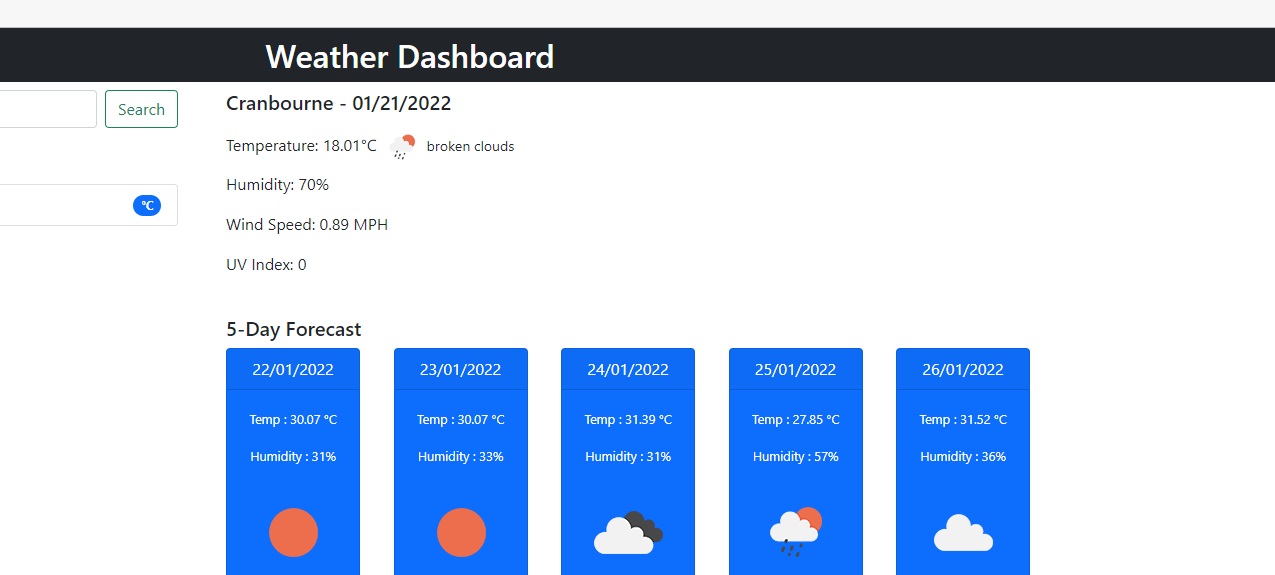 Weather Dashboard
Search
℃
Cranbourne - 01/21/2022
Temperature: 18.01°C broken clouds
Humidity: 70%
Wind Speed: 0.89 MPH
UV Index: 0
5-Day Forecast
22/01/2022
Temp : 30.07 ℃
Humidity : 31%
23/01/2022
Temp : 30.07 ℃
Humidity : 33%
24/01/2022
Temp : 31.39 ℃
Humidity : 31%
25/01/2022
Temp : 27.85 ℃
Humidity : 57%
26/01/2022
Temp : 31.52 ℃
Humidity : 36%